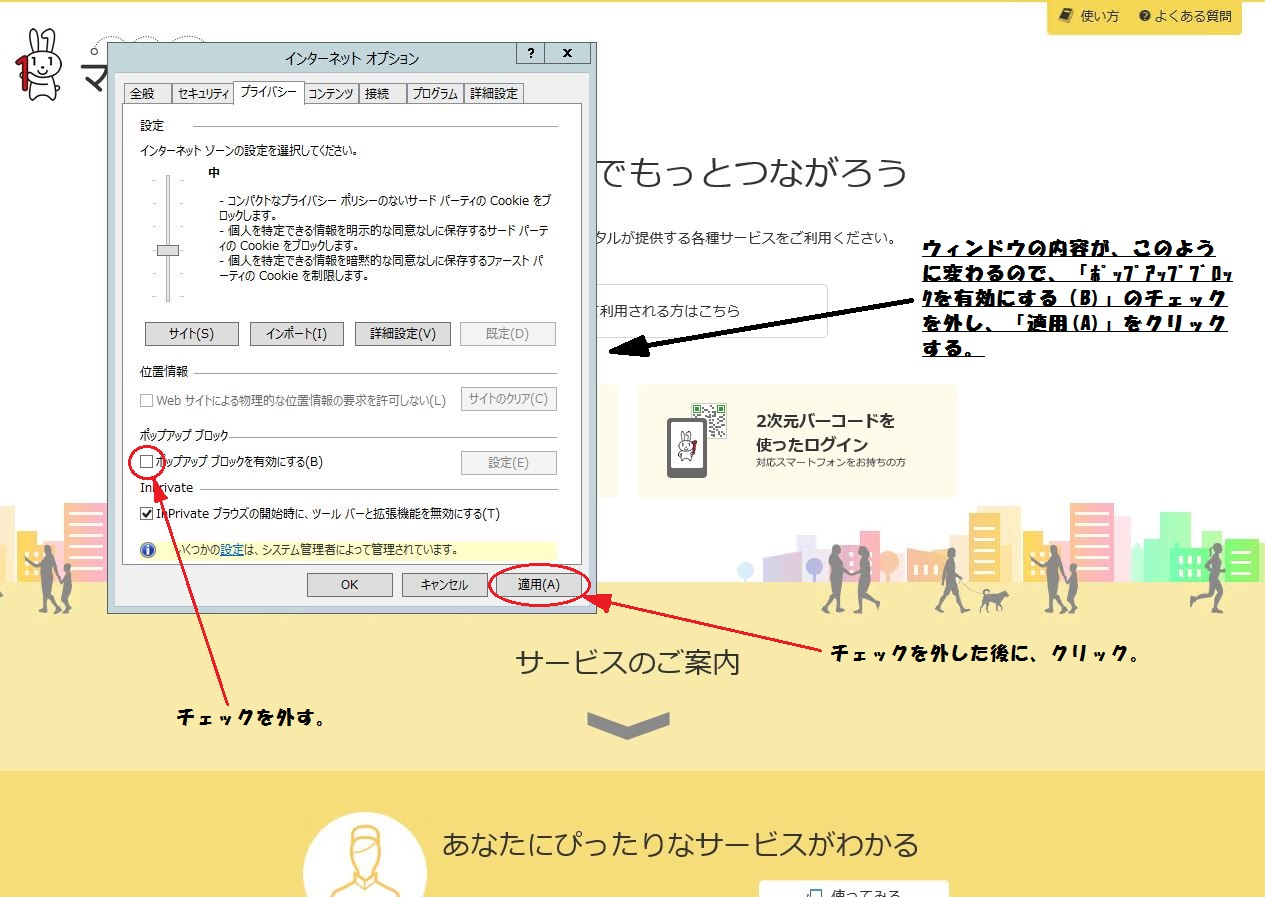 使い方 よくある質問
マ
インターネット オプション
? x
全般 セキュリティ プライバシー コンテンツ 接続 プログラム 詳細設定
設定
インターネット ゾーンの設定を選択してください。
中
- コンパクトなプライバシー ポリシーのないサード パーティの Cookie をブ
ロックします。
- 個人を特定できる情報を明示的な同意なしに保存するサード パーテ
ィの Cookie をブロックします。
- 個人を特定できる情報を暗黙的な同意なしに保存するファースト パ
ーティの Cookie を制限します。
サイト(S) インポート(I) 詳細設定(V) 既定(D)
位置情報
Web サイトによる物理的な位置情報の要求を許可しない(L) サイトのクリア(C)
ポップアップ ブロック
ポップアップ ブロックを有効にする(B) 設定(E)
InPrivate
InPrivate ブラウズの開始時に、ツール バーと拡張機能を無効にする(T)
いくつかの設定は、システム管理者によって管理されています。
OK キャンセル 適用(A)
でもっとつながろう
タルが提供する各種サービスをご利用ください。
ご利用される方はこちら
ウィンドウの内容が、このよう
に変わるので、「ﾎﾟｯﾌﾟｱｯﾌﾟﾌﾞﾛｯ
ｸを有効にする（B）」のチェック
を外し、「適用(A)」をクリック
する。
2次元バーコードを
使ったログイン
対応スマートフォンをお持ちの方
チェックを外した後に、クリック。
チェックを外す。
サービスのご案内
あなたにぴったりなサービスがわかる
使ってみる